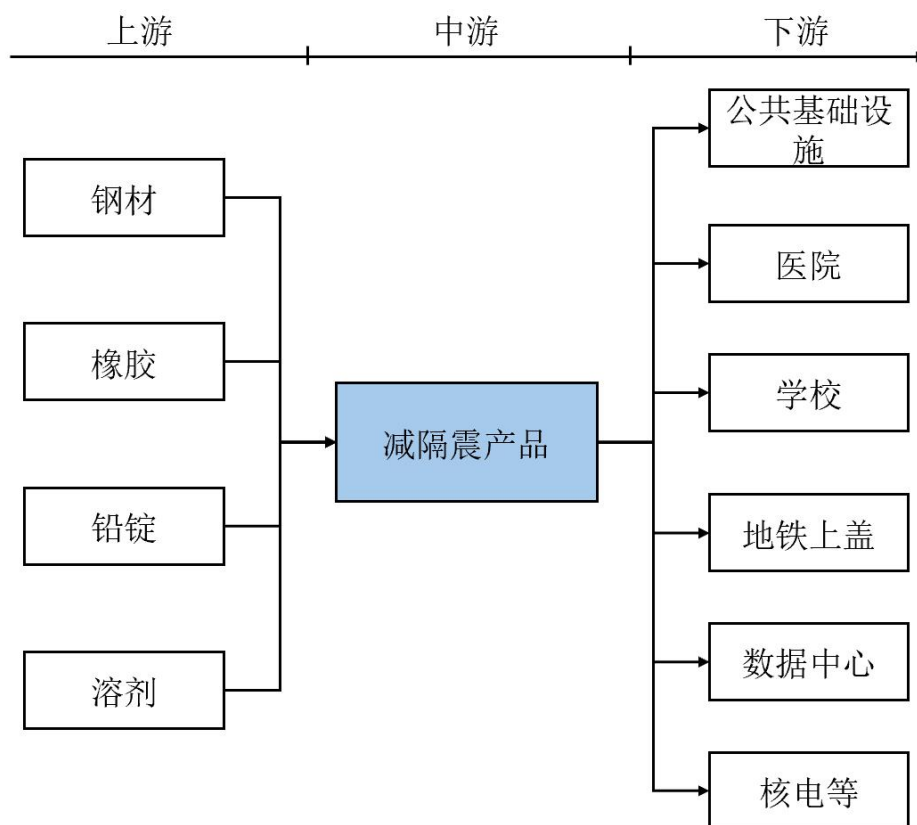 上游 中游 下游
钢材
橡胶
铅锭
溶剂
减隔震产品
公共基础设
施
医院
学校
地铁上盖
数据中心
核电等